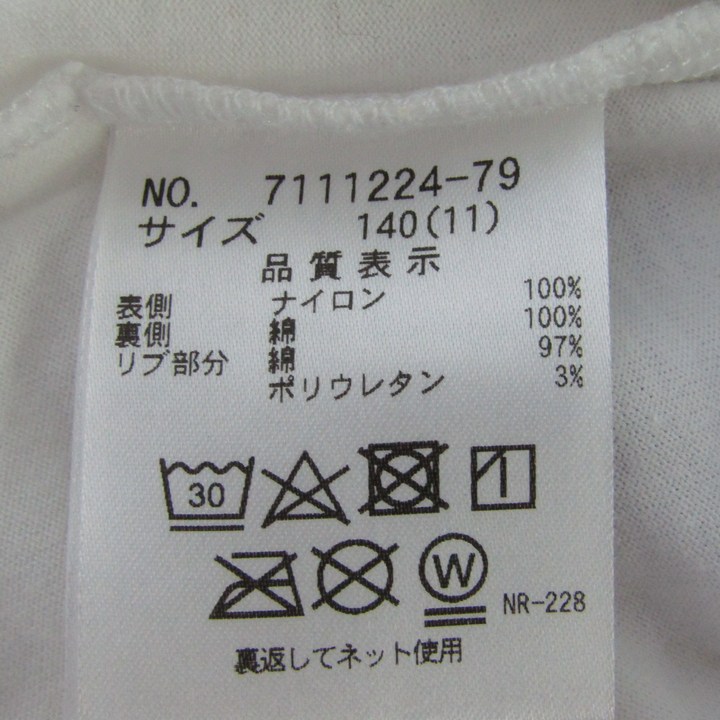 NO. 7111224-79
サイズ 140(11)
品質表示
表側 ナイロン 100%
裏側 綿 100%
リブ部分 綿 97%
ポリウレタン 3%
30
W NR-228
裏返してネット使用